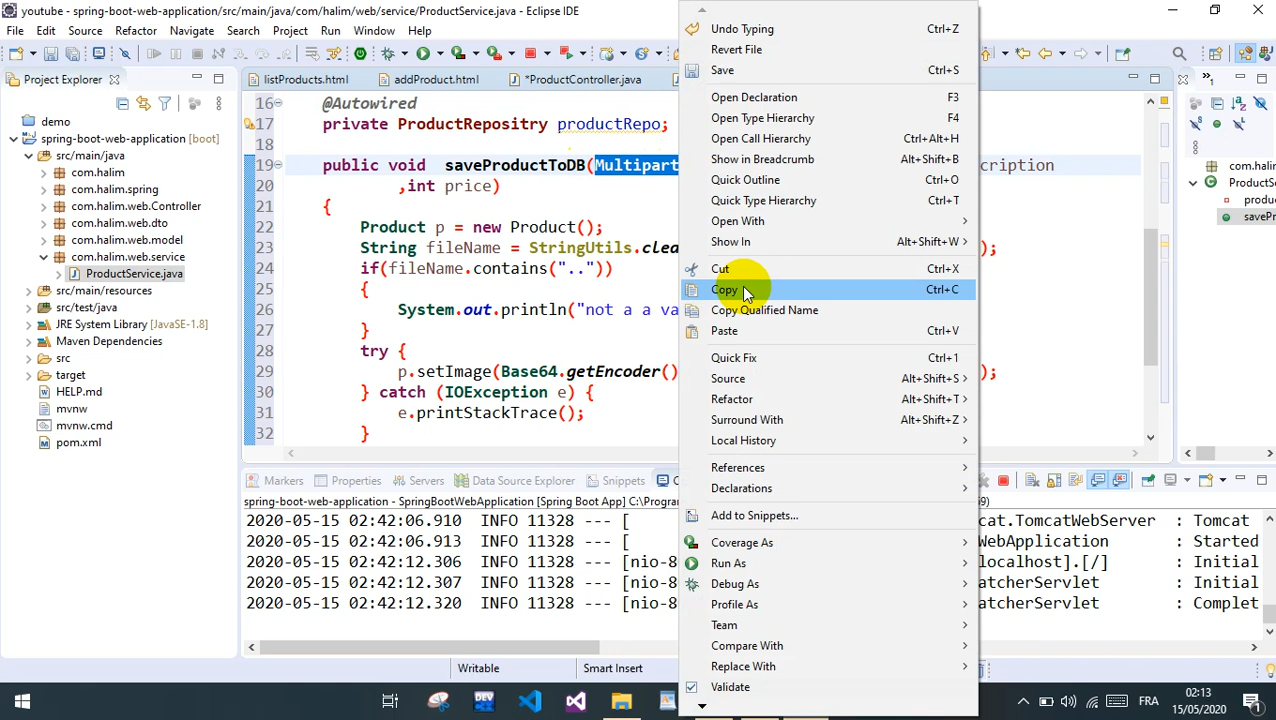 youtube - spring-boot-web-application/src/main/java/com/halim/web/service/ProductService.java - Eclipse IDE
File Edit Source Refactor Navigate Search Project Run Window Help
Project Explorer
demo
spring-boot-web-application [boot]
src/main/java
com.halim
com.halim.spring
com.halim.web.Controller
com.halim.web.dto
com.halim.web.model
com.halim.web.service
ProductService.java
src/main/resources
src/test/java
JRE System Library [JavaSE-1.8]
Maven Dependencies
src
target
HELP.md
mvnw
mvnw.cmd
pom.xml
listProducts.html addProduct.html *ProductController.java
16 @Autowired
17 private ProductRepositry productRepo;
18
19 public void saveProductToDB(Multipart cription
20 ,int price)
21 {
22 Product p = new Product();
23 String fileName = StringUtils.clea );
24 if(fileName.contains(".."))
25 {
26 System.out.println("not a a va
27 }
28 try {
29 p.setImage(Base64.getEncoder() );
30 } catch (IOException e) {
31 e.printStackTrace();
32 }
Undo Typing Ctrl+Z
Revert File
Save Ctrl+S
Open Declaration F3
Open Type Hierarchy F4
Open Call Hierarchy Ctrl+Alt+H
Show in Breadcrumb Alt+Shift+B
Quick Outline Ctrl+O
Quick Type Hierarchy Ctrl+T
Open With
Show In Alt+Shift+W
Cut Ctrl+X
Copy Ctrl+C
Copy Qualified Name
Paste Ctrl+V
Quick Fix Ctrl+1
Source Alt+Shift+S
Refactor Alt+Shift+T
Surround With Alt+Shift+Z
Local History
References
Declarations
Add to Snippets...
Coverage As
Run As
Debug As
Profile As
Team
Compare With
Replace With
Validate
com.halin
ProductSe
produc
savePr
Markers Properties Servers Data Source Explorer Snippets C
spring-boot-web-application - SpringBootWebApplication [Spring Boot App] C:\Progra 9)
2020-05-15 02:42:06.910 INFO 11328 --- [ cat.TomcatWebServer : Tomcat
2020-05-15 02:42:06.913 INFO 11328 --- [ WebApplication : Started
2020-05-15 02:42:12.306 INFO 11328 --- [nio-8 localhost].[/] : Initial
2020-05-15 02:42:12.307 INFO 11328 --- [nio-8 atcherServlet : Initial
2020-05-15 02:42:12.320 INFO 11328 --- [nio-8 atcherServlet : Complet
Writable Smart Insert
DEV
FRA
02:13
15/05/2020
1